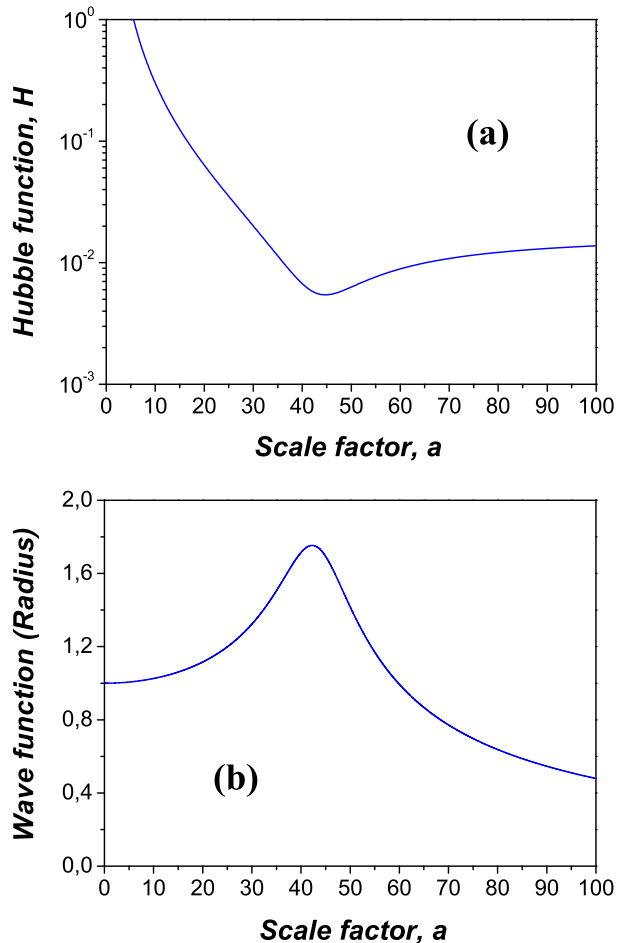 10^0
10^-1
10^-2
10^-3
Hubble function, H
(a)
0 10 20 30 40 50 60 70 80 90 100
Scale factor, a
2,0
1,6
1,2
0,8
0,4
0,0
Wave function (Radius)
(b)
0 10 20 30 40 50 60 70 80 90 100
Scale factor, a